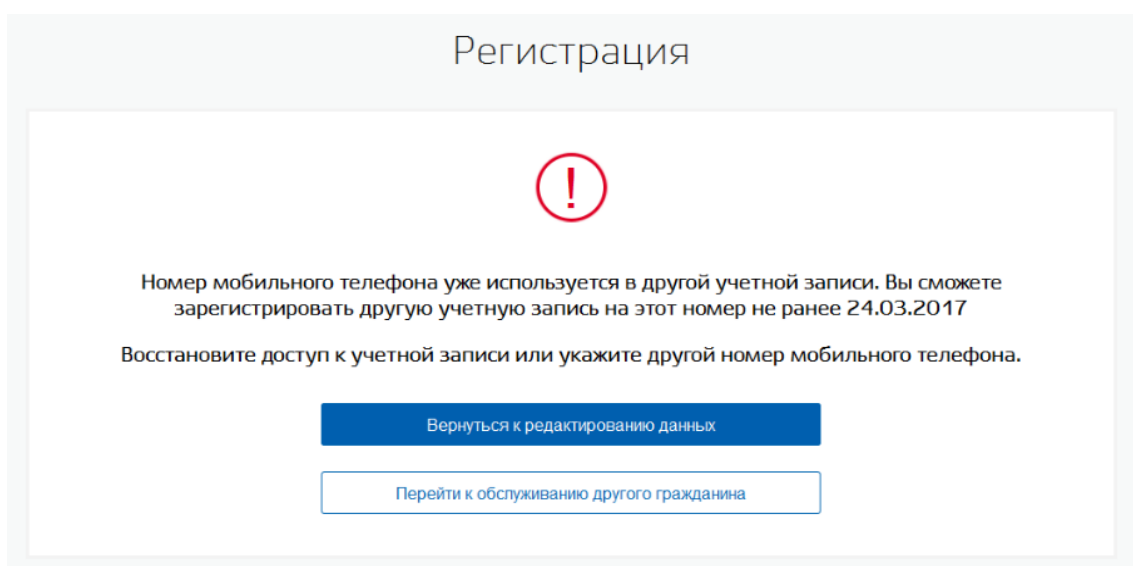 Регистрация
!
Номер мобильного телефона уже используется в другой учетной записи. Вы сможете
зарегистрировать другую учетную запись на этот номер не ранее 24.03.2017
Восстановите доступ к учетной записи или укажите другой номер мобильного телефона.
Вернуться к редактированию данных
Перейти к обслуживанию другого гражданина